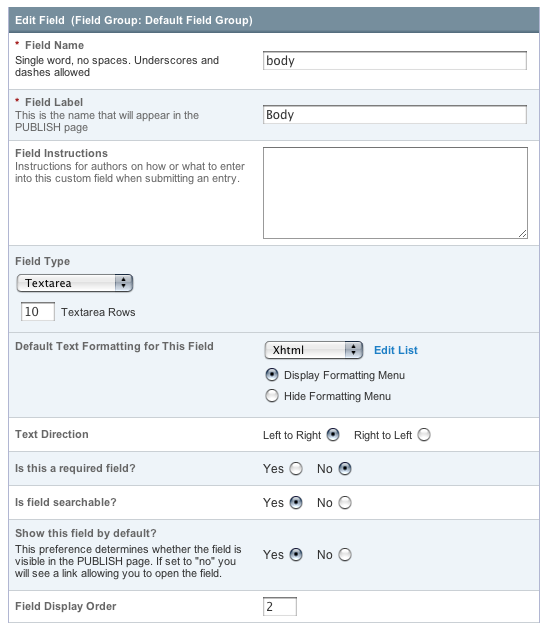 Edit Field (Field Group: Default Field Group)
* Field Name
Single word, no spaces. Underscores and
dashes allowed
body
* Field Label
This is the name that will appear in the
PUBLISH page
Body
Field Instructions
Instructions for authors on how or what to enter
into this custom field when submitting an entry.
Field Type
Textarea
10 Textarea Rows
Default Text Formatting for This Field
Xhtml Edit List
Display Formatting Menu
Hide Formatting Menu
Text Direction Left to Right Right to Left
Is this a required field? Yes No
Is field searchable? Yes No
Show this field by default?
This preference determines whether the field is
visible in the PUBLISH page. If set to "no" you
will see a link allowing you to open the field.
Yes No
Field Display Order 2